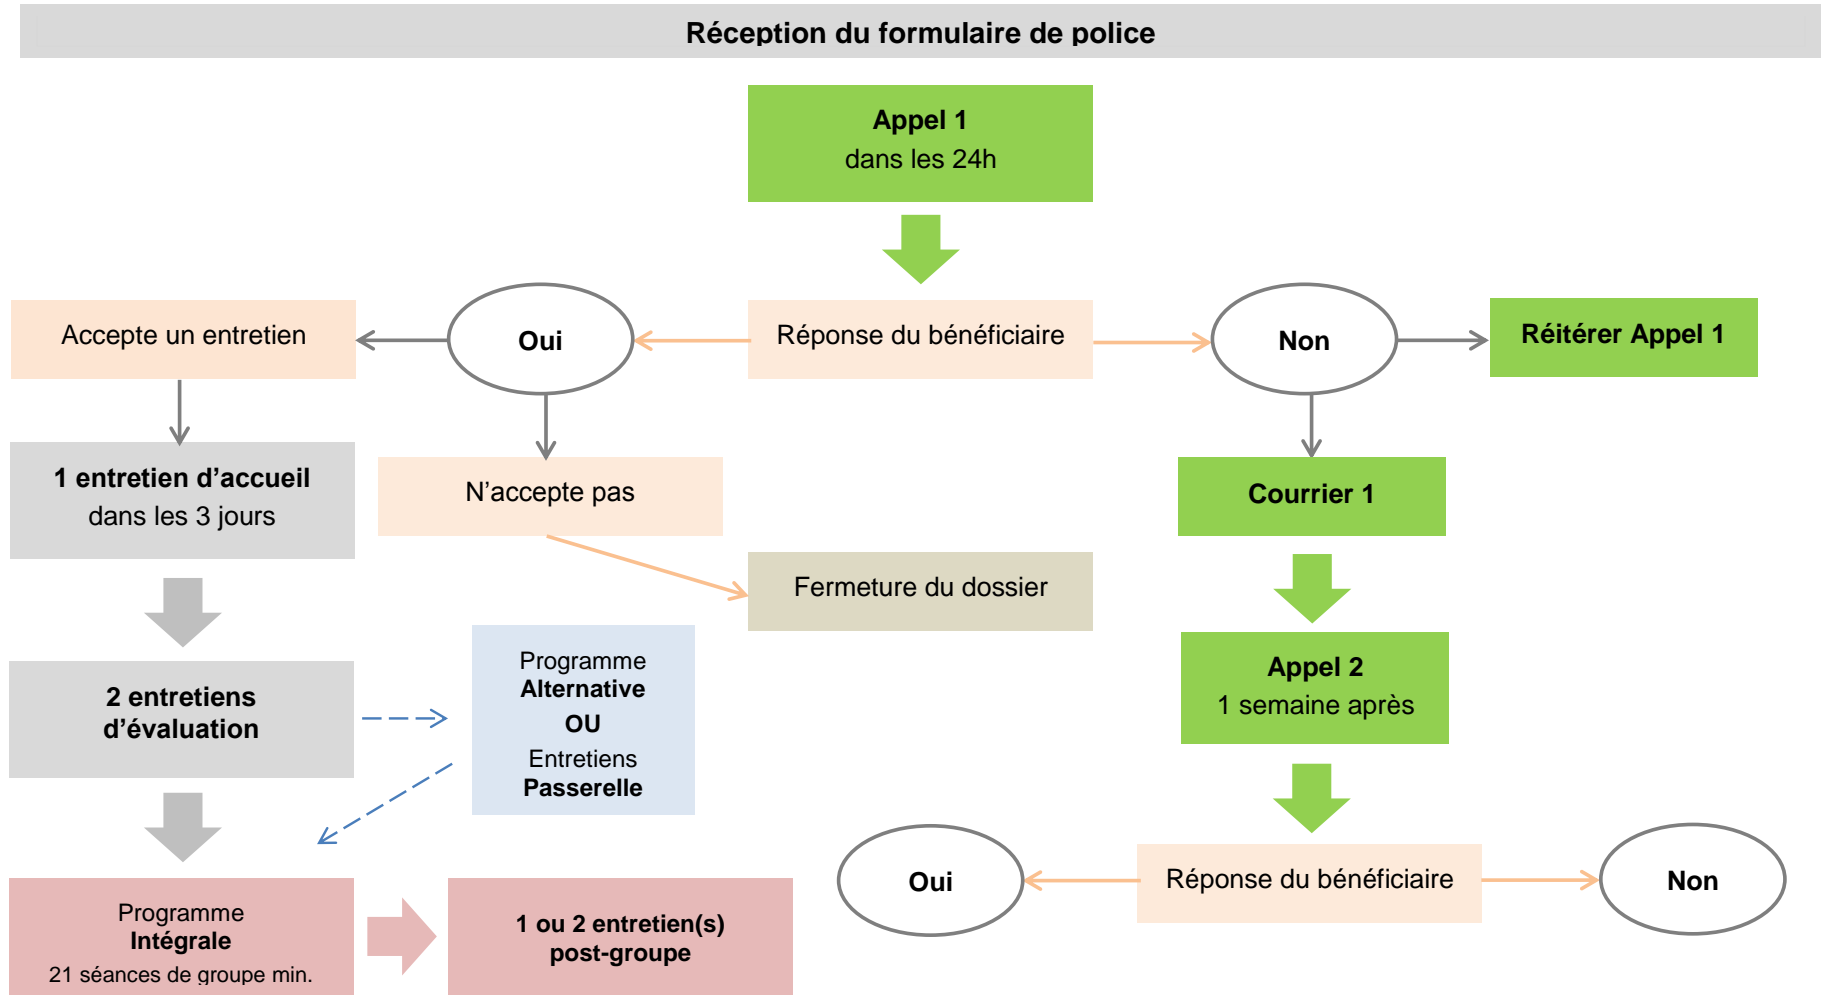 Réception du formulaire de police
Appel 1
dans les 24h
Accepte un entretien
Oui
Réponse du bénéficiaire
Non
Réitérer Appel 1
1 entretien d’accueil
dans les 3 jours
N’accepte pas
Courrier 1
Fermeture du dossier
2 entretiens
d’évaluation
Programme
Alternative
OU
Entretiens
Passerelle
Appel 2
1 semaine après
Oui
Réponse du bénéficiaire
Non
Programme
Intégrale
21 séances de groupe min.
1 ou 2 entretien(s)
post-groupe